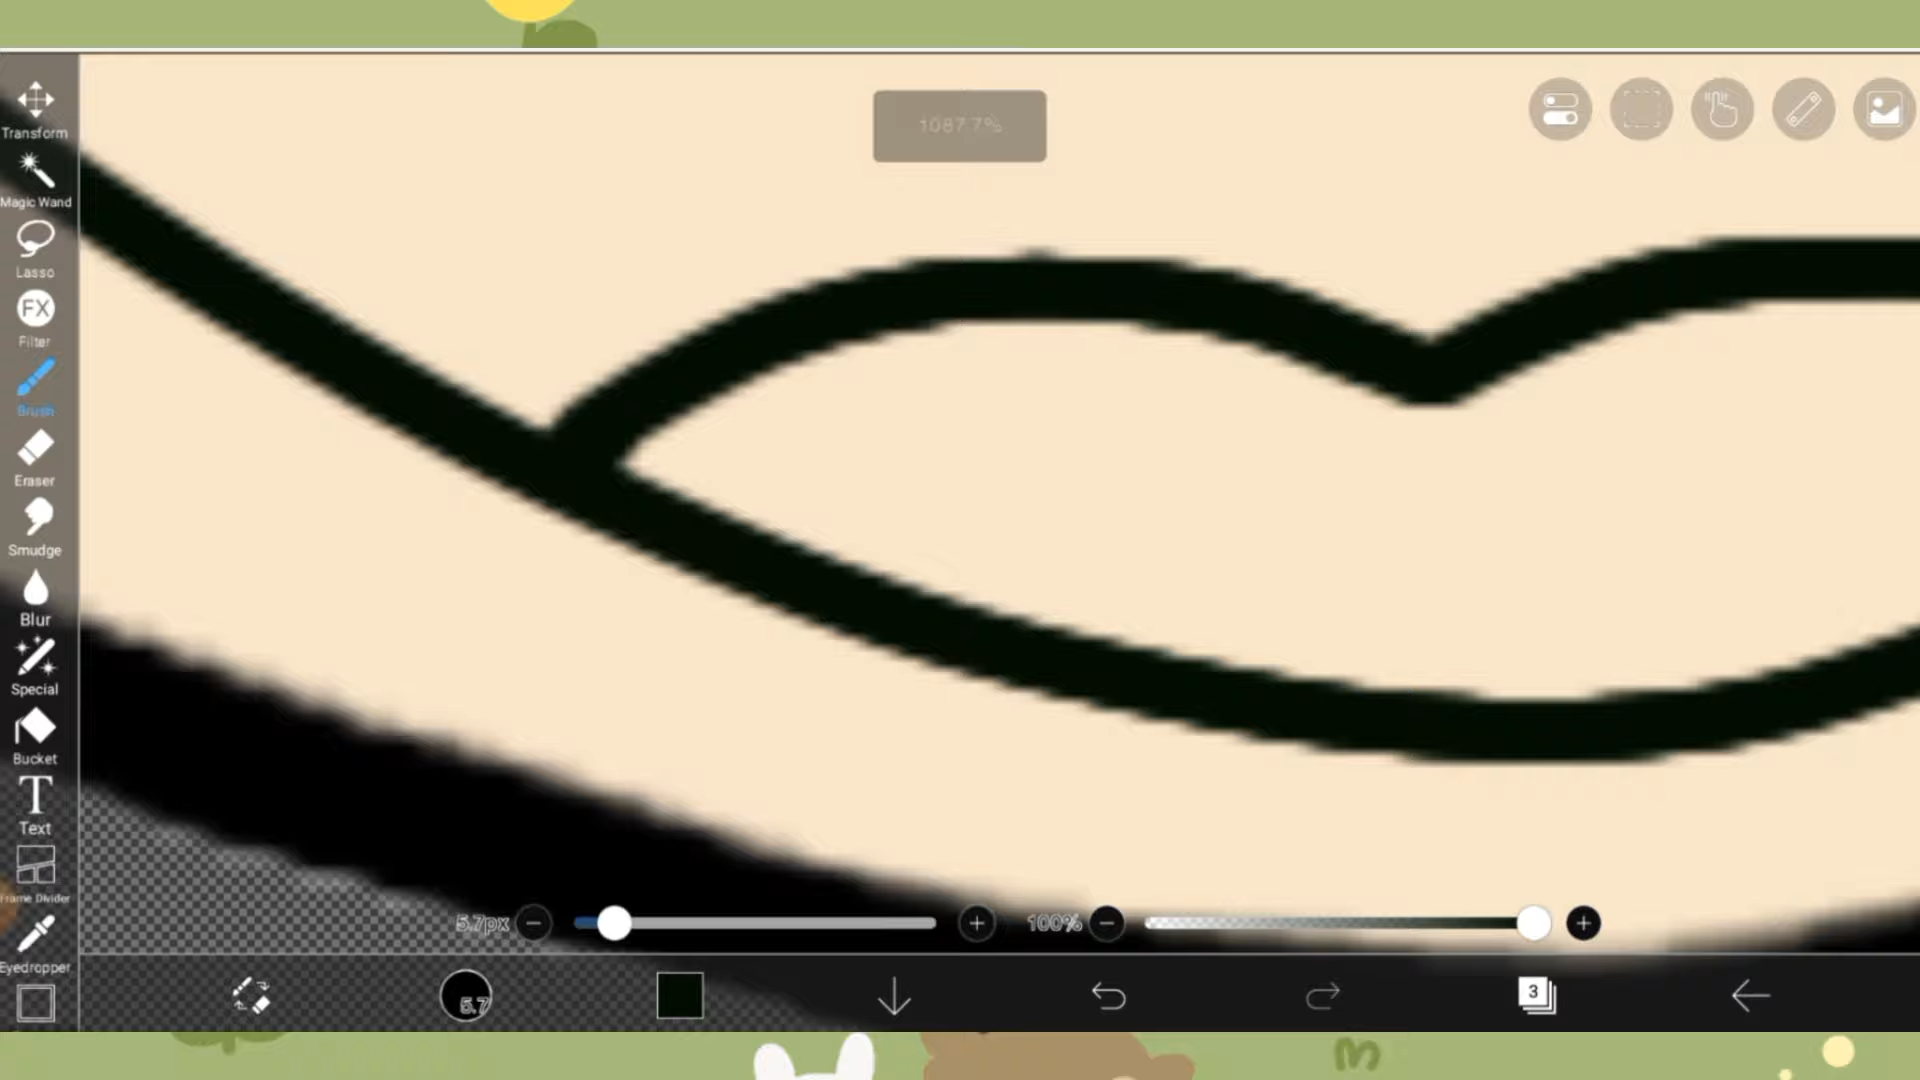 1087.7%
Transform
Magic Wand
Lasso
FX
Filter
Brush
Eraser
Smudge
Blur
Special
Bucket
T
Text
Frame Divider
Eyedropper
5.7px
100%
5.7
3
m